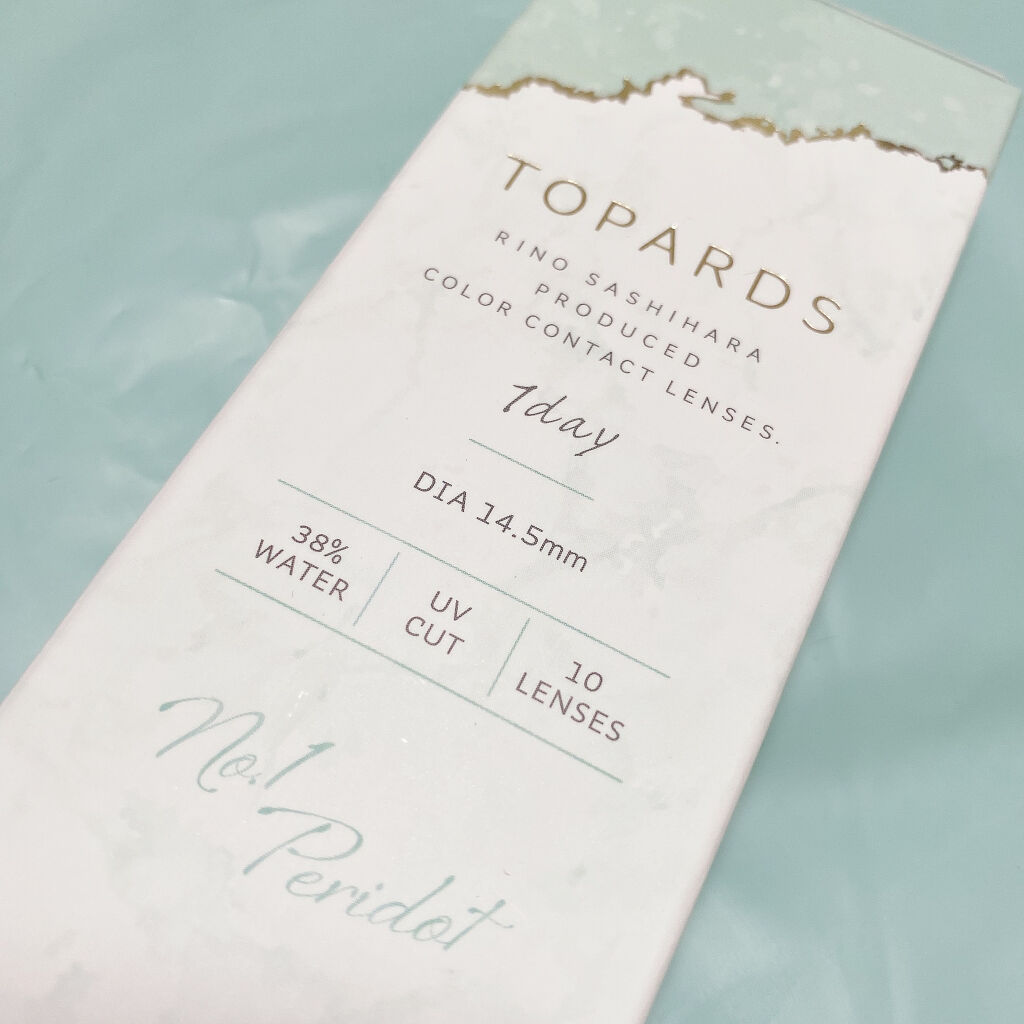 TOPARDS
RINO SASHIHARA
PRODUCED
COLOR CONTACT LENSES.
1day
DIA 14.5mm
38%
WATER
UV
CUT
10
LENSES
No.1
Peridot